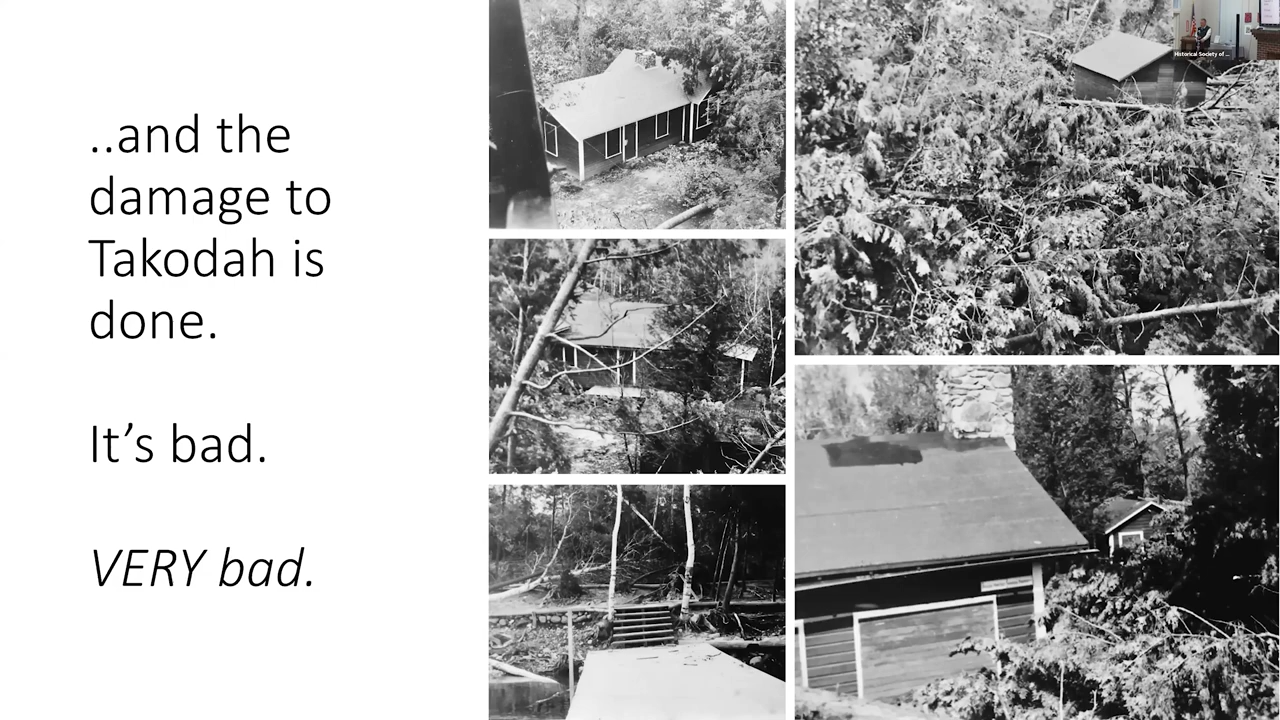 ..and the
damage to
Takodah is
done.
It’s bad.
VERY bad.
Historical Society of ...